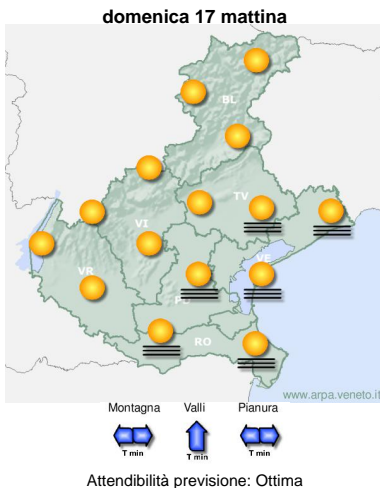 domenica 17 mattina
BL
TV
VI
VE
VR
PD
RO
www.arpa.veneto.it
Montagna Valli Pianura
T min T min T min
Attendibilità previsione: Ottima